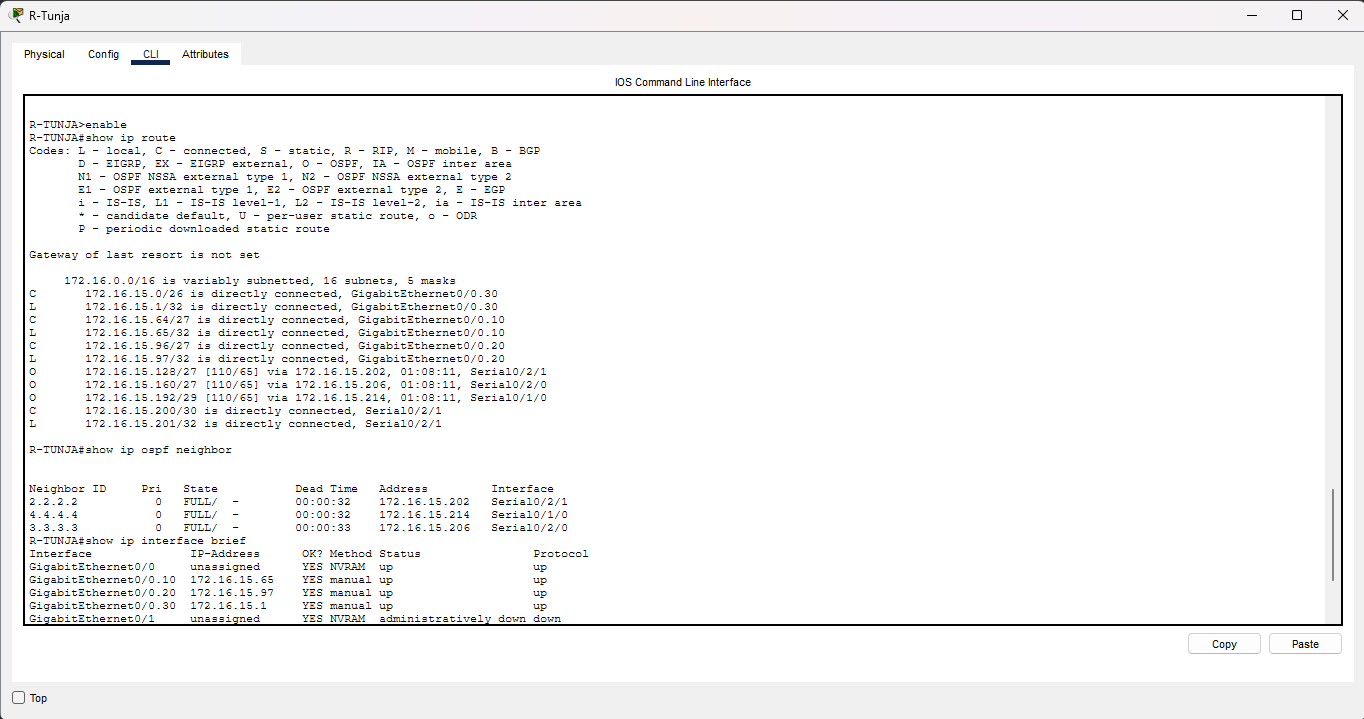 R-Tunja
Physical Config CLI Attributes
IOS Command Line Interface
R-TUNJA>enable
R-TUNJA#show ip route
Codes: L - local, C - connected, S - static, R - RIP, M - mobile, B - BGP
       D - EIGRP, EX - EIGRP external, O - OSPF, IA - OSPF inter area
       N1 - OSPF NSSA external type 1, N2 - OSPF NSSA external type 2
       E1 - OSPF external type 1, E2 - OSPF external type 2, E - EGP
       i - IS-IS, L1 - IS-IS level-1, L2 - IS-IS level-2, ia - IS-IS inter area
       * - candidate default, U - per-user static route, o - ODR
       P - periodic downloaded static route
Gateway of last resort is not set
     172.16.0.0/16 is variably subnetted, 16 subnets, 5 masks
C       172.16.15.0/26 is directly connected, GigabitEthernet0/0.30
L       172.16.15.1/32 is directly connected, GigabitEthernet0/0.30
C       172.16.15.64/27 is directly connected, GigabitEthernet0/0.10
L       172.16.15.65/32 is directly connected, GigabitEthernet0/0.10
C       172.16.15.96/27 is directly connected, GigabitEthernet0/0.20
L       172.16.15.97/32 is directly connected, GigabitEthernet0/0.20
O       172.16.15.128/27 [110/65] via 172.16.15.202, 01:08:11, Serial0/2/1
O       172.16.15.160/27 [110/65] via 172.16.15.206, 01:08:11, Serial0/2/0
O       172.16.15.192/29 [110/65] via 172.16.15.214, 01:08:11, Serial0/1/0
C       172.16.15.200/30 is directly connected, Serial0/2/1
L       172.16.15.201/32 is directly connected, Serial0/2/1
R-TUNJA#show ip ospf neighbor
Neighbor ID     Pri   State           Dead Time   Address         Interface
2.2.2.2           0   FULL/  -        00:00:32    172.16.15.202   Serial0/2/1
4.4.4.4           0   FULL/  -        00:00:32    172.16.15.214   Serial0/1/0
3.3.3.3           0   FULL/  -        00:00:33    172.16.15.206   Serial0/2/0
R-TUNJA#show ip interface brief
Interface              IP-Address      OK? Method Status                Protocol
GigabitEthernet0/0     unassigned      YES NVRAM  up                    up
GigabitEthernet0/0.10  172.16.15.65    YES manual up                    up
GigabitEthernet0/0.20  172.16.15.97    YES manual up                    up
GigabitEthernet0/0.30  172.16.15.1     YES manual up                    up
GigabitEthernet0/1     unassigned      YES NVRAM  administratively down down
Copy Paste
Top